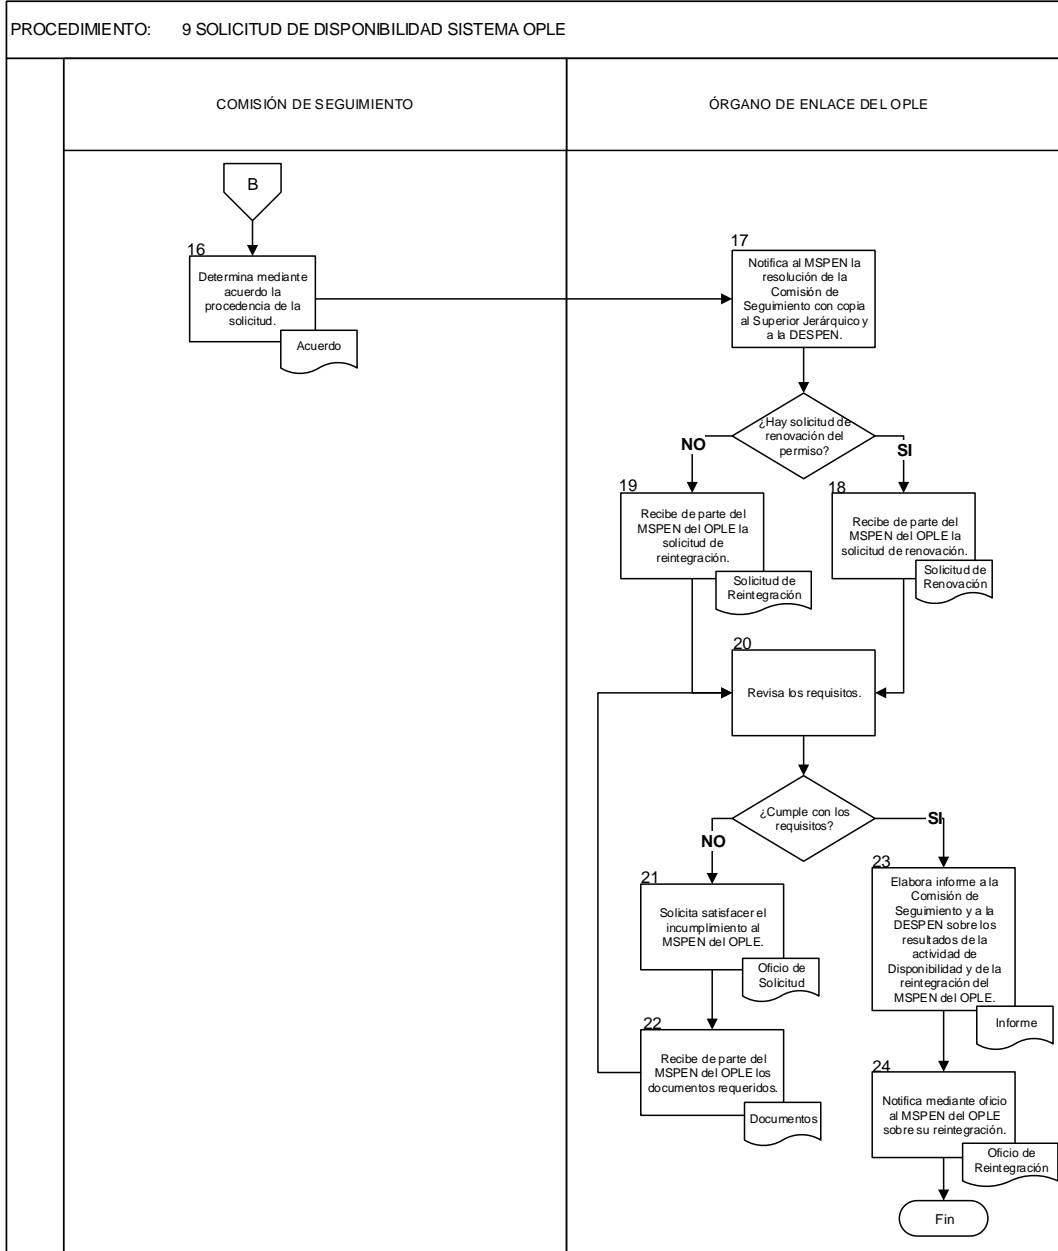 PROCEDIMIENTO: 9 SOLICITUD DE DISPONIBILIDAD SISTEMA OPLE
COMISIÓN DE SEGUIMIENTO
ÓRGANO DE ENLACE DEL OPLE
B
16
Determina mediante
acuerdo la
procedencia de la
solicitud.
Acuerdo
17
Notifica al MSPEN la
resolución de la
Comisión de
Seguimiento con copia
al Superior Jerárquico y
a la DESPEN.
¿Hay solicitud de
renovación del
permiso?
NO
SI
19
Recibe de parte del
MSPEN del OPLE la
solicitud de
reintegración.
Solicitud de
Reintegración
18
Recibe de parte del
MSPEN del OPLE la
solicitud de renovación.
Solicitud de
Renovación
20
Revisa los requisitos.
¿Cumple con los
requisitos?
NO
SI
21
Solicita satisfacer el
incumplimiento al
MSPEN del OPLE.
Oficio de
Solicitud
22
Recibe de parte del
MSPEN del OPLE los
documentos requeridos.
Documentos
23
Elabora informe a la
Comisión de
Seguimiento y a la
DESPEN sobre los
resultados de la
actividad de
Disponibilidad y de la
reintegración del
MSPEN del OPLE.
Informe
24
Notifica mediante oficio
al MSPEN del OPLE
sobre su reintegración.
Oficio de
Reintegración
Fin